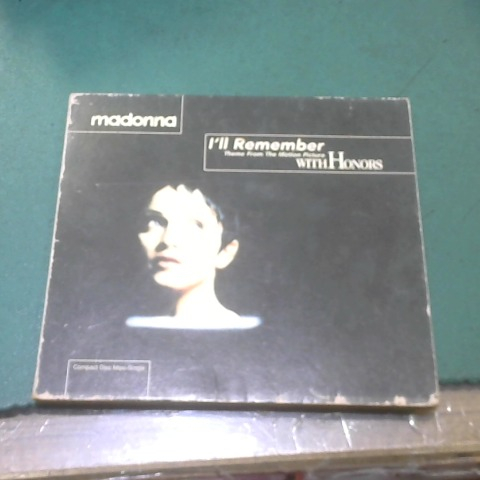 madonna
I'll Remember
Theme From The Motion Picture
WITH HONORS
Compact Disc Maxi-Single